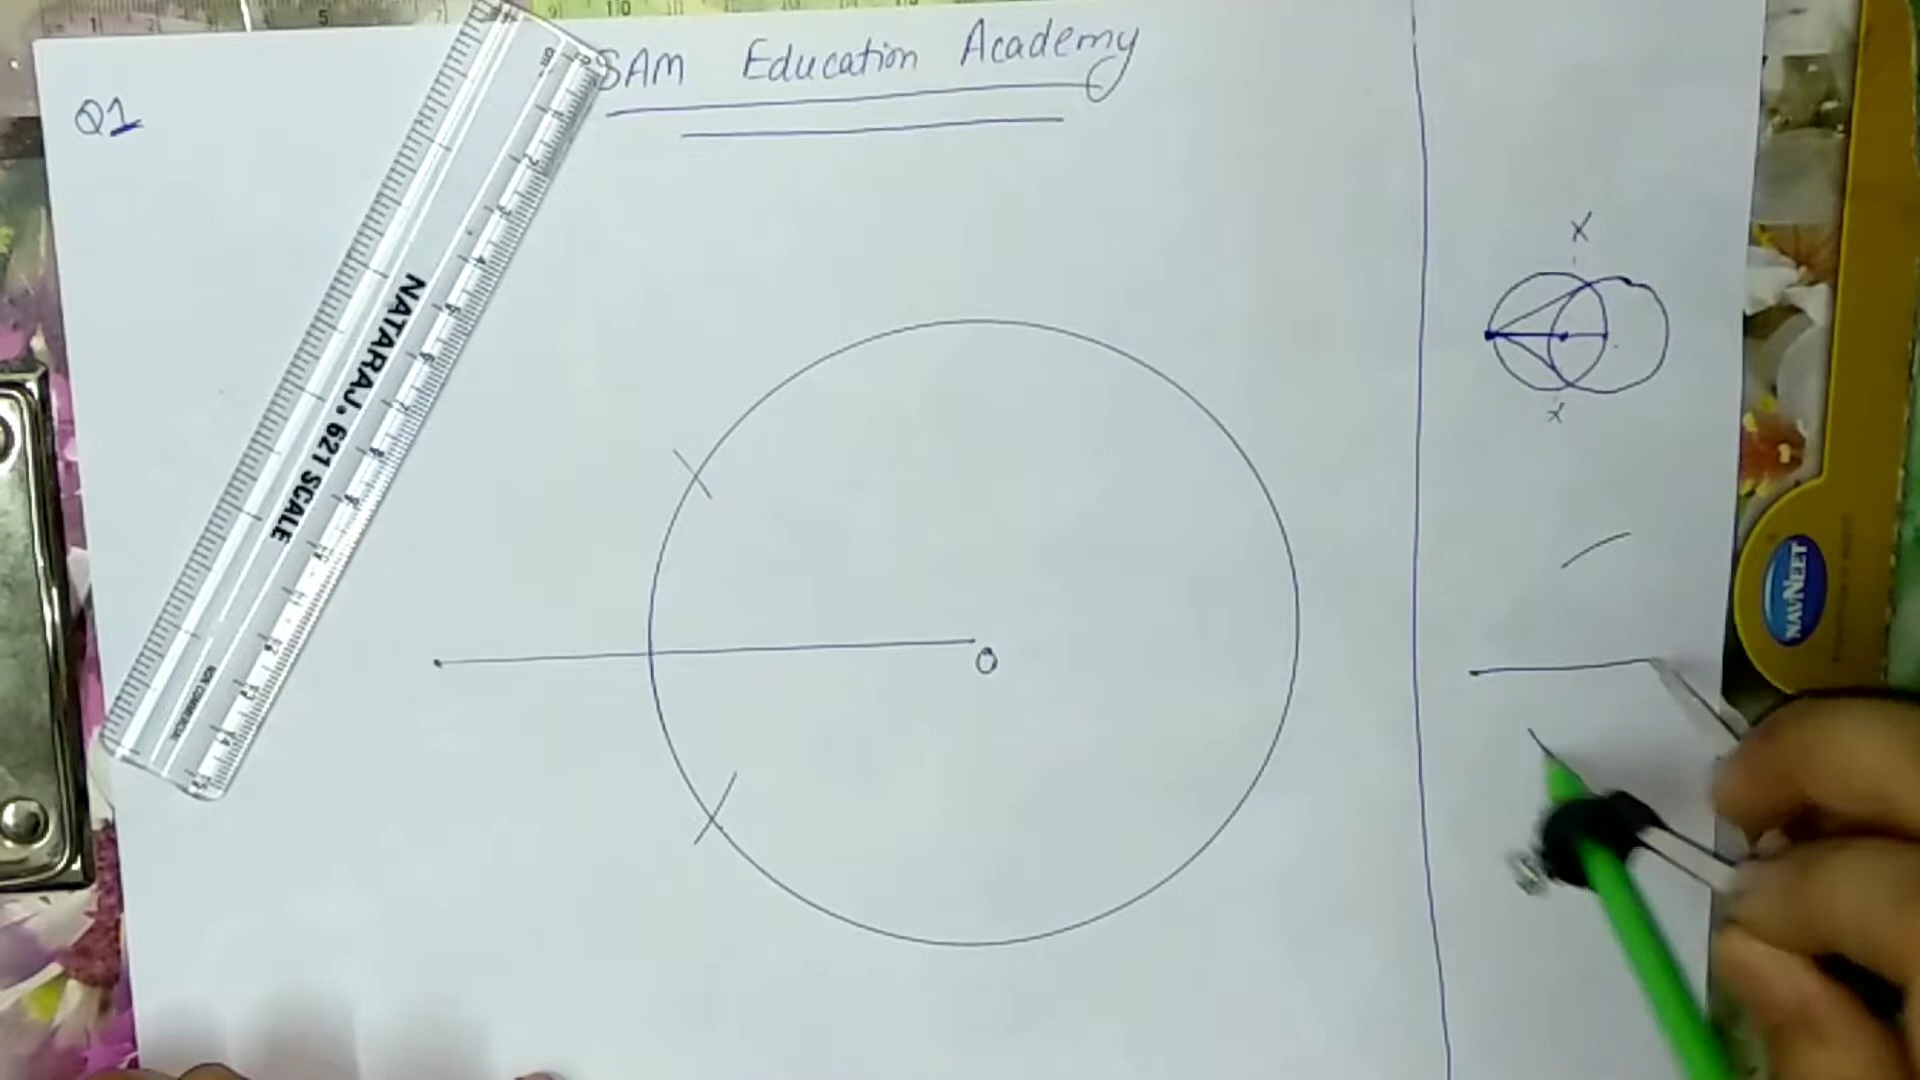 SAM Education Academy
Q1
NATARAJ. 621 SCALE
X
X
O
NAVNEET